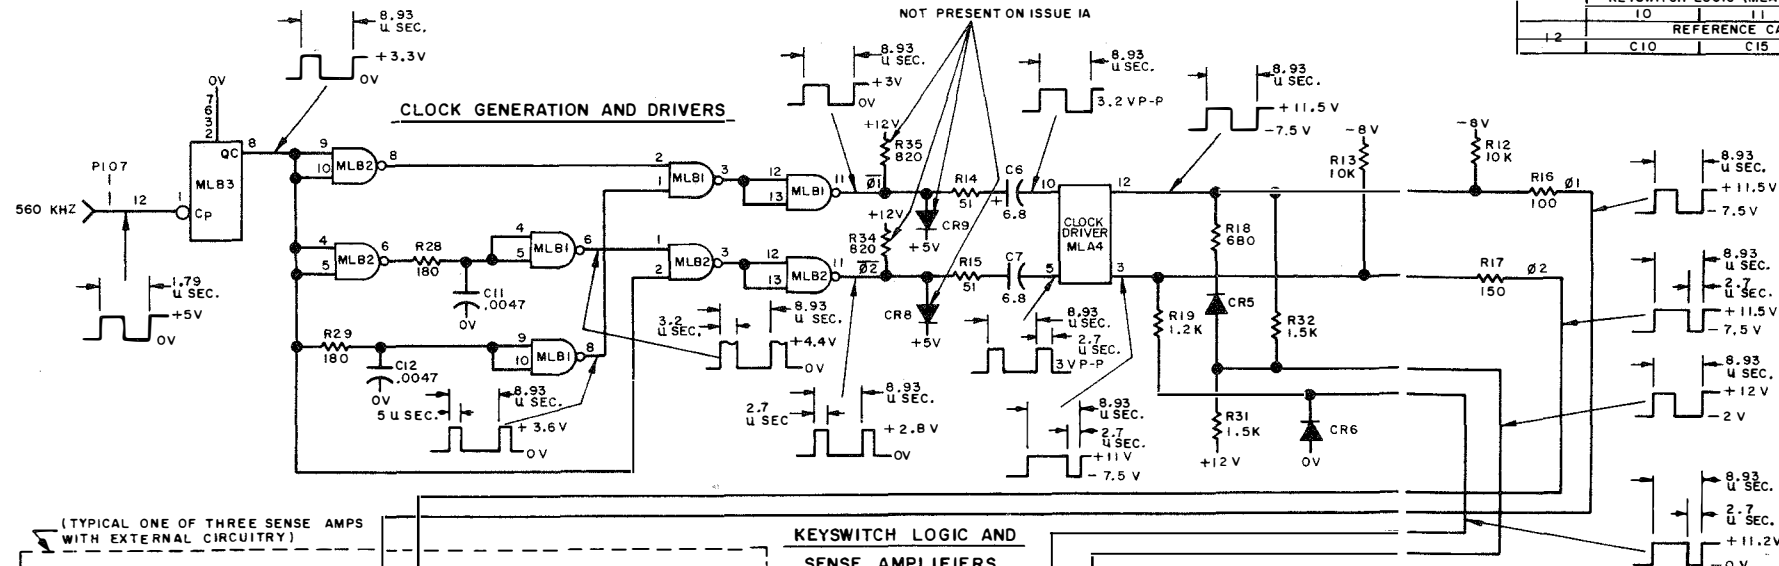 8.93
u SEC.
+3.3V
0V
NOT PRESENT ON ISSUE 1A
10
11
REFERENCE CA
12
C10
C15
0V
7
6
3
2
CLOCK GENERATION AND DRIVERS
8.93
u SEC.
+3V
0V
8.93
u SEC.
3.2 VP-P
8.93
u SEC.
+11.5V
-7.5V
P107
560 KHZ
12
1
CP
QC
8
MLB3
9
10
MLB2
8
2
1
MLB1
3
12
13
MLB1
11
Ø1
+12V
R35
820
R14
51
C6
+
6.8
10
12
CLOCK
DRIVER
MLA4
-8V
R13
10K
-8V
R12
10K
R16
100
Ø1
8.93
u SEC.
+11.5V
-7.5V
CR9
+5V
+12V
R34
820
4
5
MLB2
6
R28
180
4
5
MLB1
6
1
2
MLB2
3
12
13
MLB2
11
Ø2
R15
51
C7
6.8
5
3
R18
680
R17
150
Ø2
8.93
u SEC.
2.7
u SEC.
+11.5V
-7.5V
1.79
u SEC.
+5V
0V
C11
.0047
0V
CR8
+5V
CR5
R19
1.2K
R32
1.5K
R29
180
C12
.0047
0V
9
10
MLB1
8
3.2
u SEC.
8.93
u SEC.
+4.4V
0V
8.93
u SEC.
2.7
u SEC.
3VP-P
8.93
u SEC.
+12V
-2V
8.93
u SEC.
5 u SEC.
+3.6V
0V
8.93
u SEC.
2.7
u SEC
+2.8V
0V
8.93
u SEC.
2.7
u SEC.
+11V
-7.5V
R31
1.5K
+12V
CR6
0V
8.93
u SEC.
2.7
u SEC.
+11.2V
0V
(TYPICAL ONE OF THREE SENSE AMPS
WITH EXTERNAL CIRCUITRY)
KEYSWITCH LOGIC AND
SENSE AMPLIFIERS